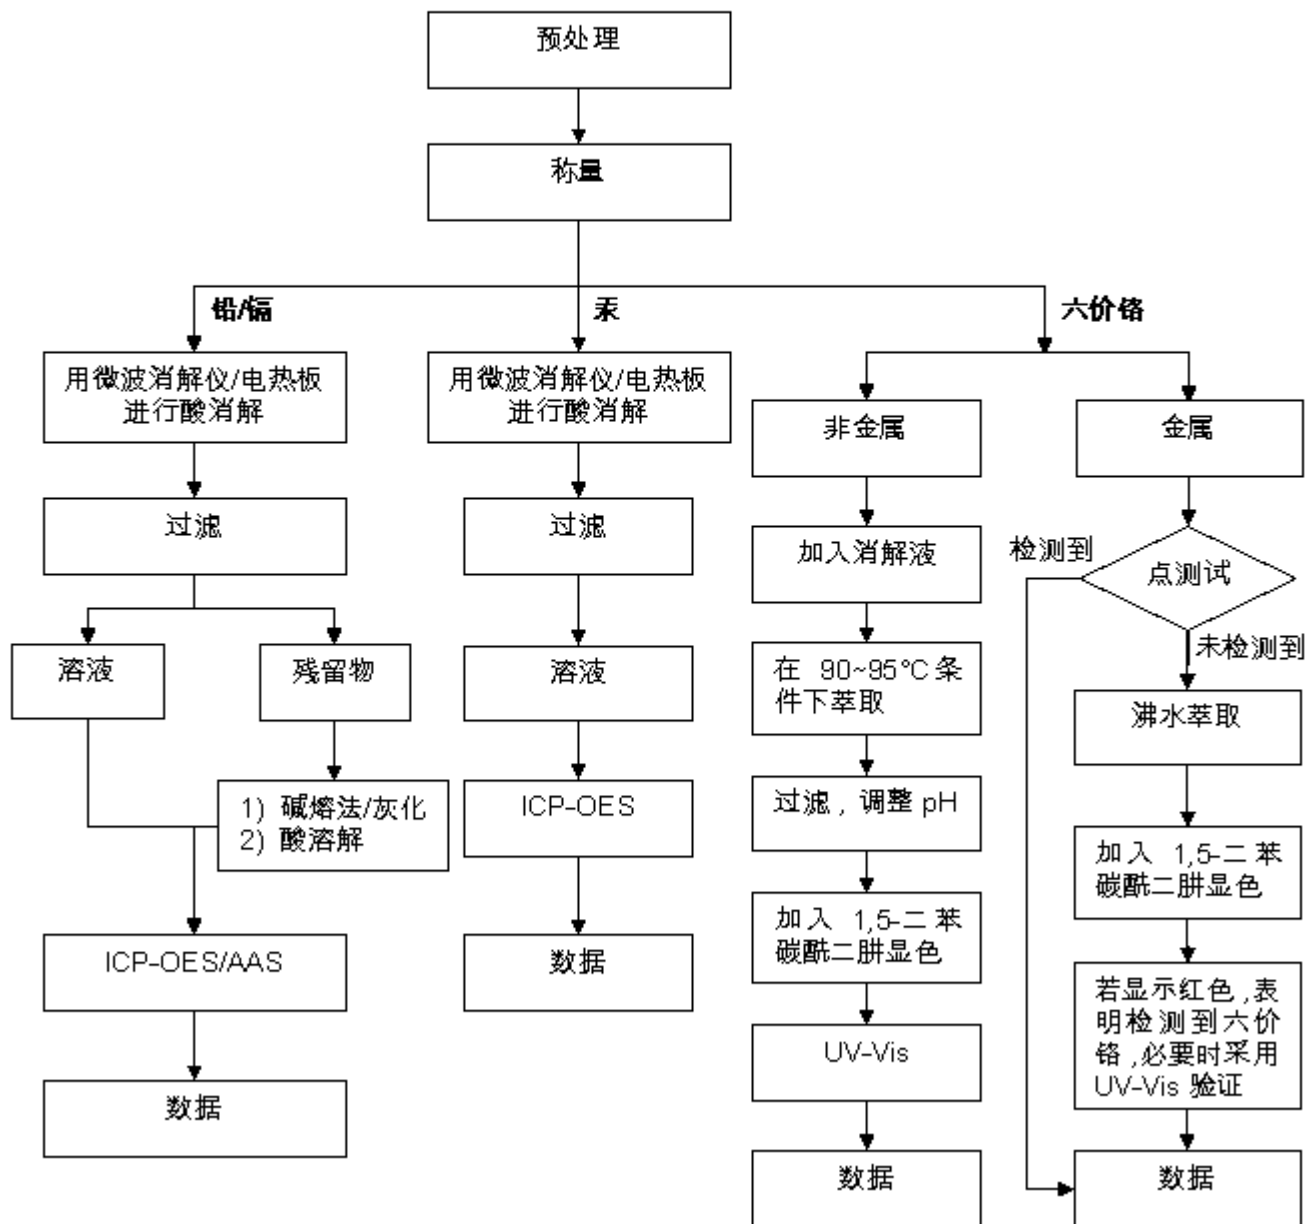 预处理
称量
铅/镉
汞
六价铬
用微波消解仪/电热板
进行酸消解
过滤
溶液
残留物
1) 碱熔法/灰化
2) 酸溶解
ICP-OES/AAS
数据
用微波消解仪/电热板
进行酸消解
过滤
溶液
ICP-OES
数据
非金属
加入消解液
在 90~95°C 条
件下萃取
过滤，调整 pH
加入 1,5-二苯
碳酰二肼显色
UV-Vis
数据
金属
点测试
检测到
未检测到
沸水萃取
加入 1,5-二苯
碳酰二肼显色
若显示红色，表
明检测到六价
铬，必要时采用
UV-Vis 验证
数据